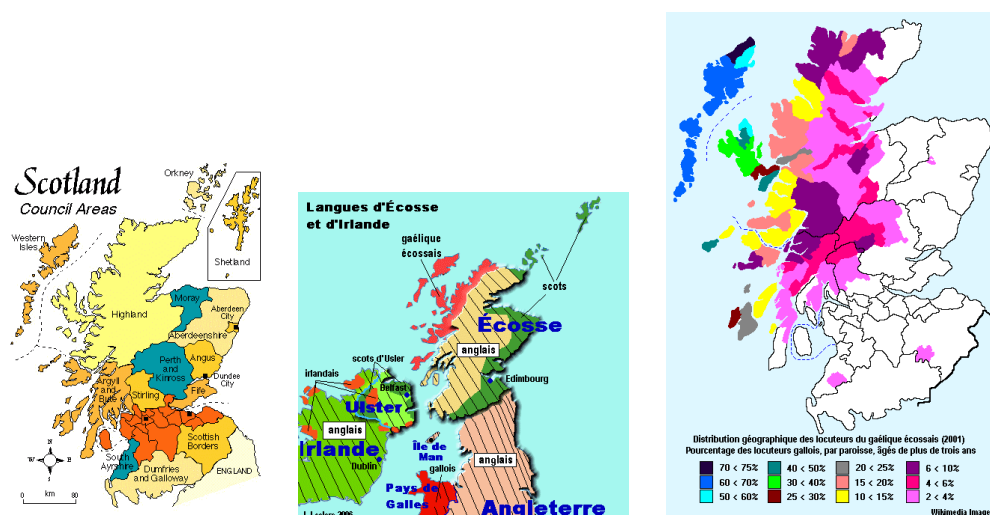 Scotland
Council Areas
Orkney
Western
Isles
Shetland
Moray
Highland
Aberdeen
City
Aberdeenshire
Perth
and
Kinross
Angus
Dundee
City
Argyll
and
Bute
Stirling
Fife
South
Ayrshire
Scottish
Borders
Dumfries
and Galloway
ENGLAND
W
E
0 km 80
Langues d'Écosse
et d'Irlande
gaélique
écossais
scots
Écosse
anglais
scots d'Usler
irlandais
Belfast
Edimbourg
Ulster
anglais
Irlande
Île de
Man
Dublin
gallois
anglais
Pays de
Galles
Angleterre
Distribution géographique des locuteurs du gaélique écossais (2001)
Pourcentage des locuteurs gallois, par paroisse, âgés de plus de trois ans
70 < 75% 40 < 50% 20 < 25% 6 < 10%
60 < 70% 30 < 40% 15 < 20% 4 < 6%
50 < 60% 25 < 30% 10 < 15% 2 < 4%
Wikimedia Image